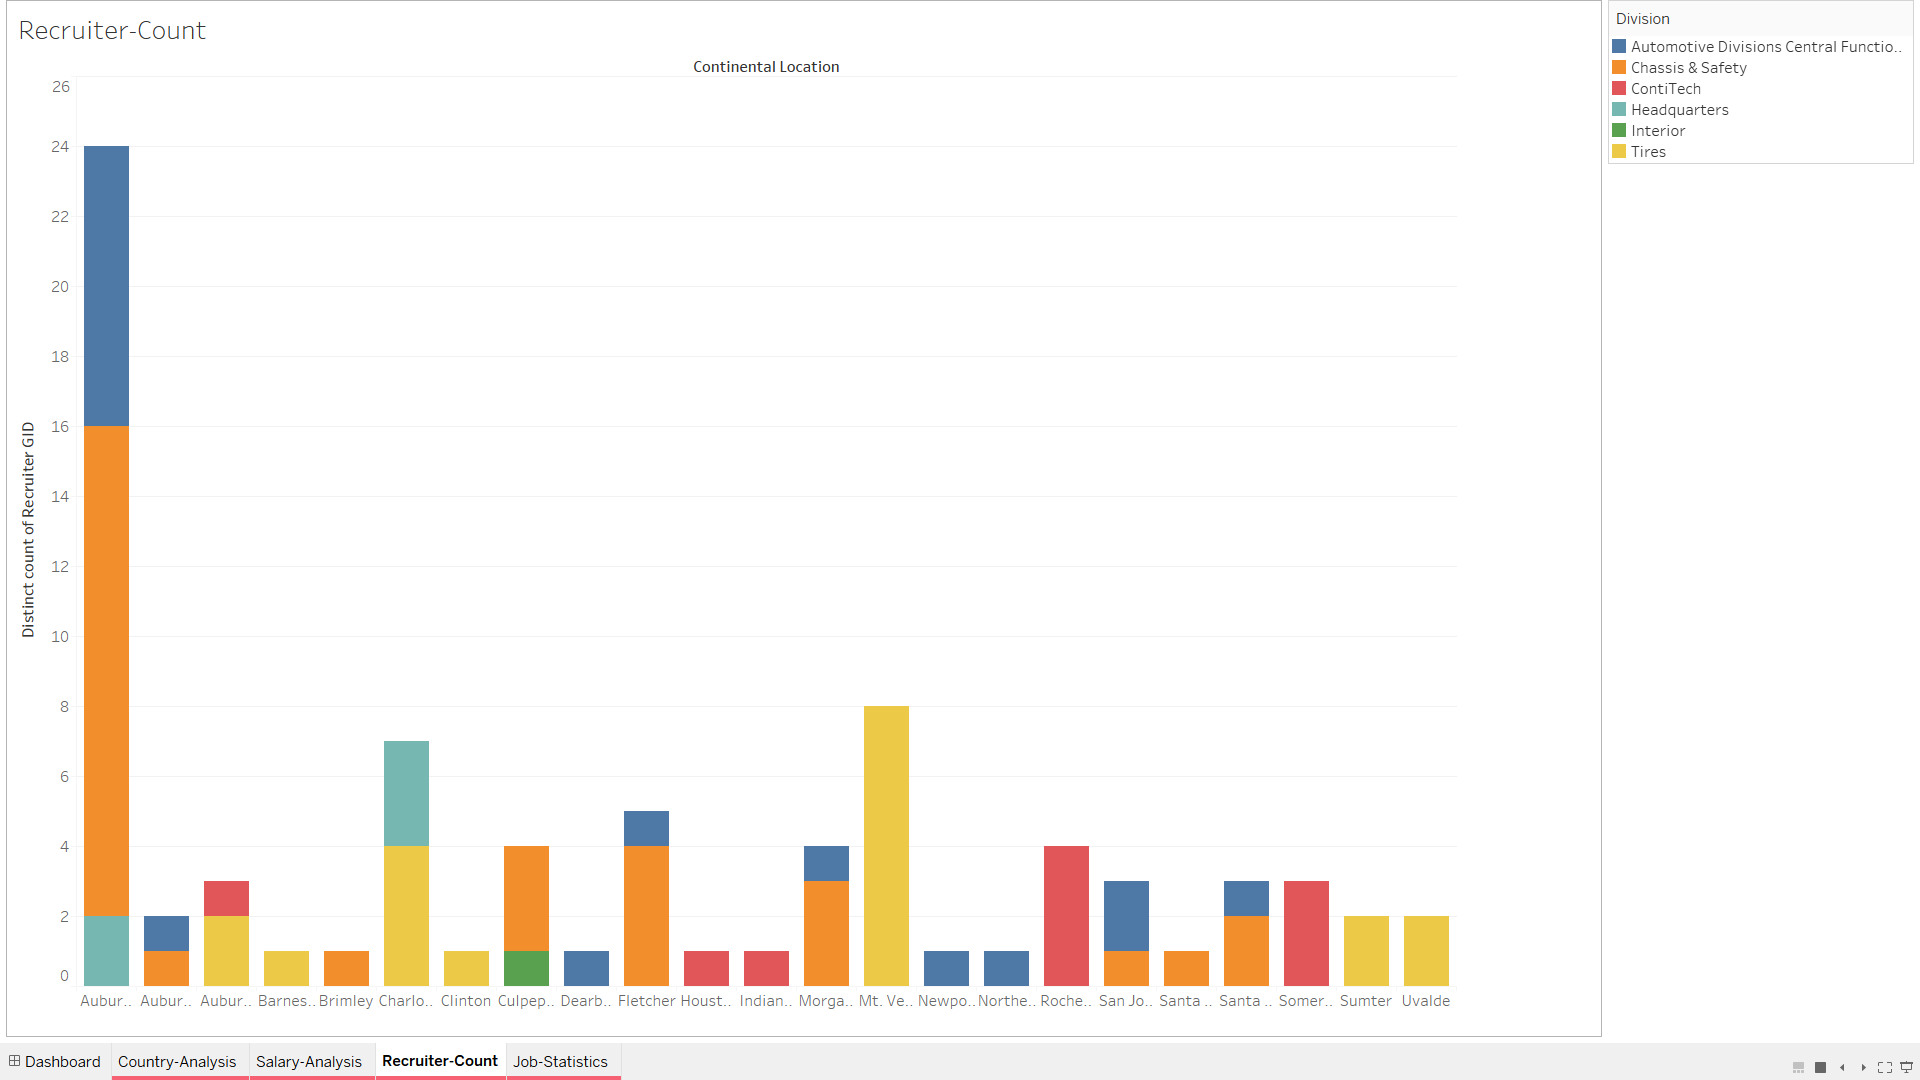 Recruiter-Count
Continental Location
Distinct count of Recruiter GID
26
24
22
20
18
16
14
12
10
8
6
4
2
0
Aubur.. Aubur.. Aubur.. Barnes.. Brimley Charlo.. Clinton Culpep.. Dearb.. Fletcher Houst.. Indian.. Morga.. Mt. Ve.. Newpo.. Northe.. Roche.. San Jo.. Santa .. Santa .. Somer.. Sumter Uvalde
Division
Automotive Divisions Central Functio..
Chassis & Safety
ContiTech
Headquarters
Interior
Tires
Dashboard Country-Analysis Salary-Analysis Recruiter-Count Job-Statistics